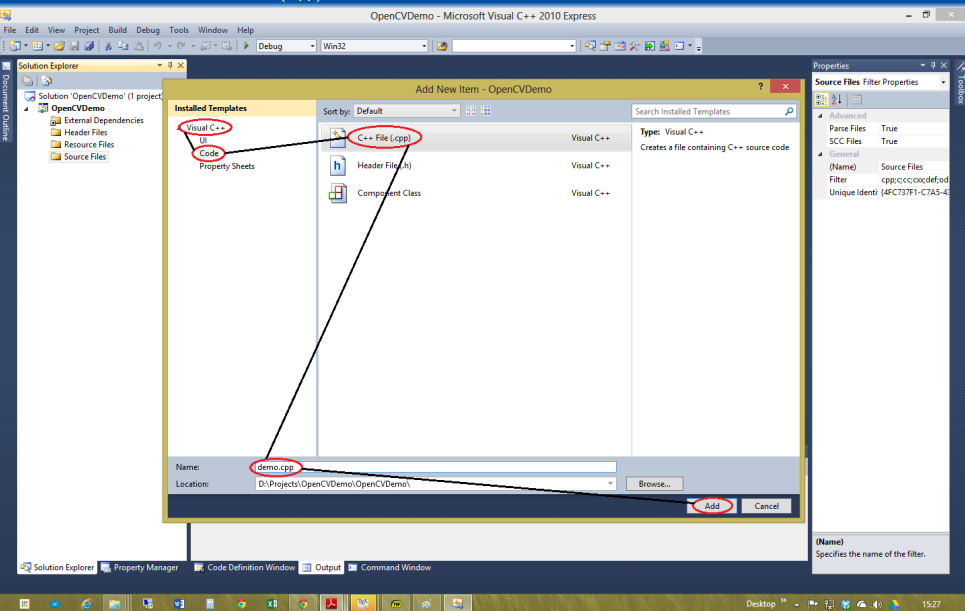 OpenCVDemo - Microsoft Visual C++ 2010 Express
File Edit View Project Build Debug Tools Window Help
Debug Win32
Solution Explorer
Solution 'OpenCVDemo' (1 project
OpenCVDemo
External Dependencies
Header Files
Resource Files
Source Files
Document Outline
Add New Item - OpenCVDemo
Installed Templates
Visual C++
UI
Code
Property Sheets
Sort by: Default
C++ File (.cpp) Visual C++
Header File (.h) Visual C++
Component Class Visual C++
Search Installed Templates
Type: Visual C++
Creates a file containing C++ source code
Name: demo.cpp
Location: D:\Projects\OpenCVDemo\OpenCVDemo\
Browse...
Add Cancel
Properties
Source Files Filter Properties
Advanced
Parse Files True
SCC Files True
General
(Name) Source Files
Filter cpp;c;cc;cxx;def;od
Unique Identi {4FC737F1-C7A5-43
Toolbox
(Name)
Specifies the name of the filter.
Solution Explorer Property Manager Code Definition Window Output Command Window
Desktop 15:27